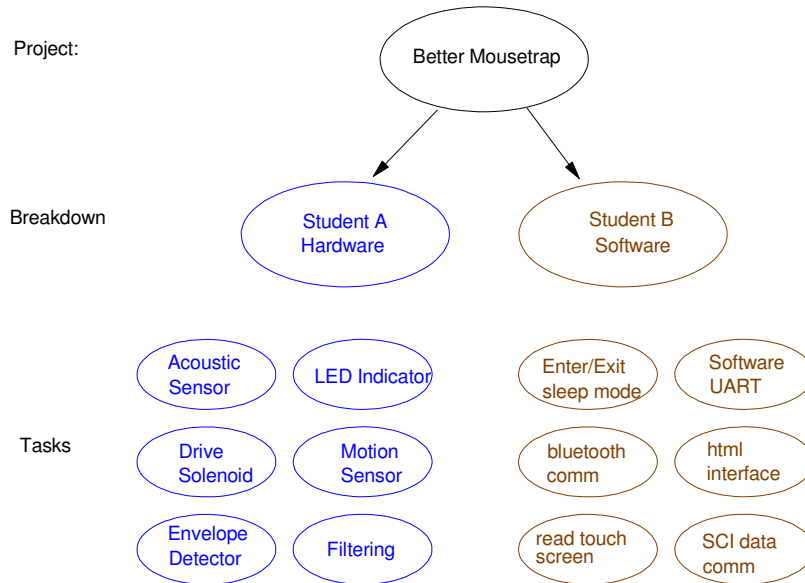 Project:
Better Mousetrap
Breakdown
Student A
Hardware
Student B
Software
Tasks
Acoustic
Sensor
LED Indicator
Enter/Exit
sleep mode
Software
UART
Drive
Solenoid
Motion
Sensor
bluetooth
comm
html
interface
Envelope
Detector
Filtering
read touch
screen
SCI data
comm